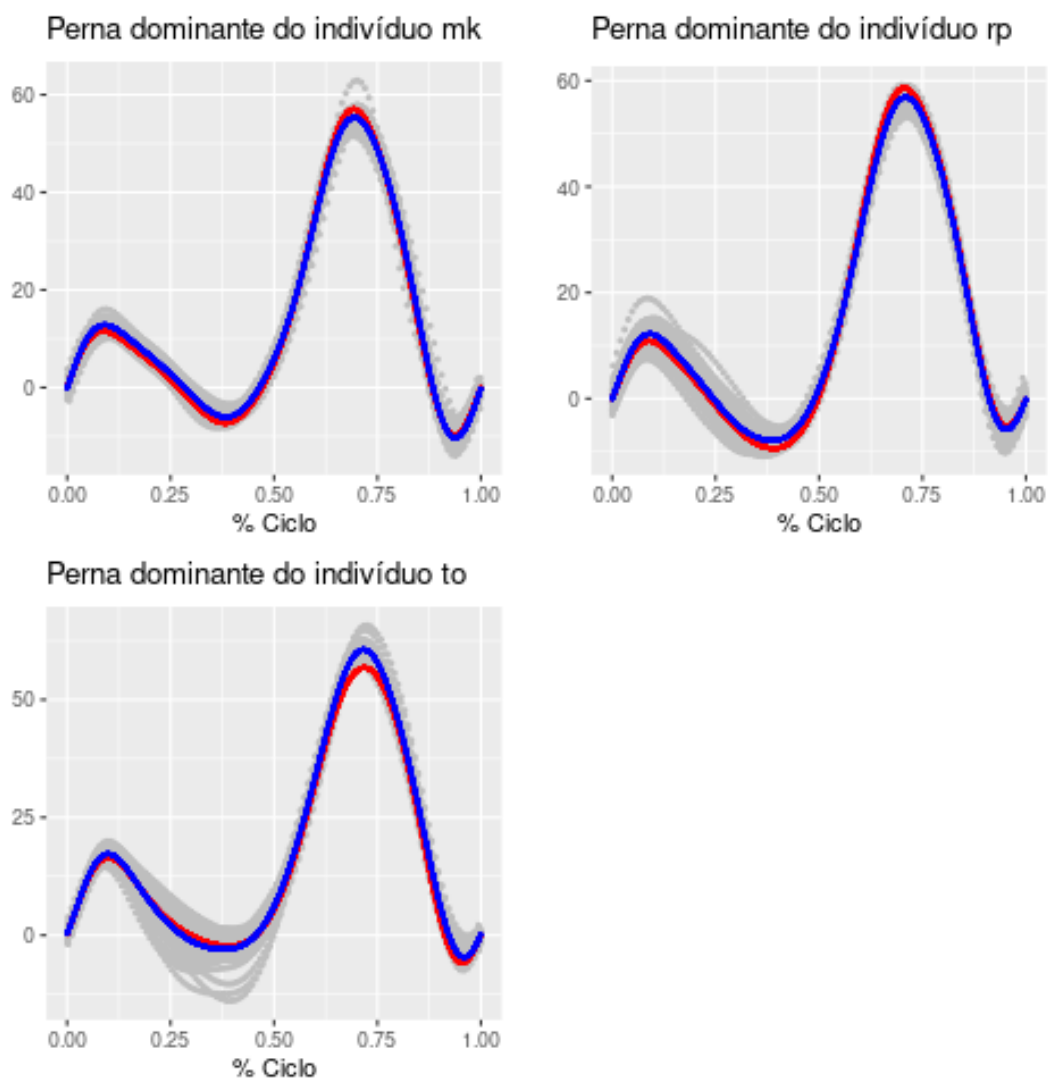 Perna dominante do indivíduo mk
60
40
20
0
0.00 0.25 0.50 0.75 1.00
% Ciclo
Perna dominante do indivíduo rp
60
40
20
0
0.00 0.25 0.50 0.75 1.00
% Ciclo
Perna dominante do indivíduo to
50
25
0
0.00 0.25 0.50 0.75 1.00
% Ciclo